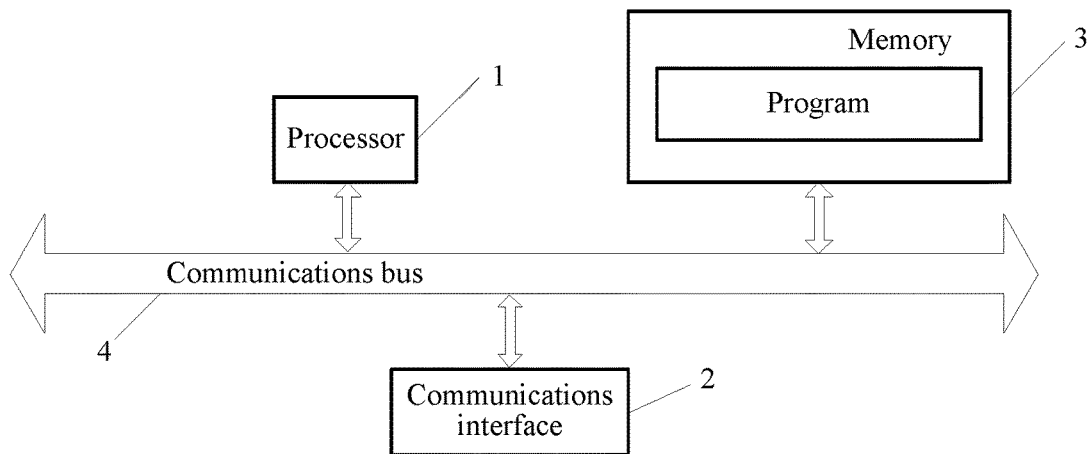 Memory
3
1
Program
Processor
Communications bus
4
2
Communications
interface